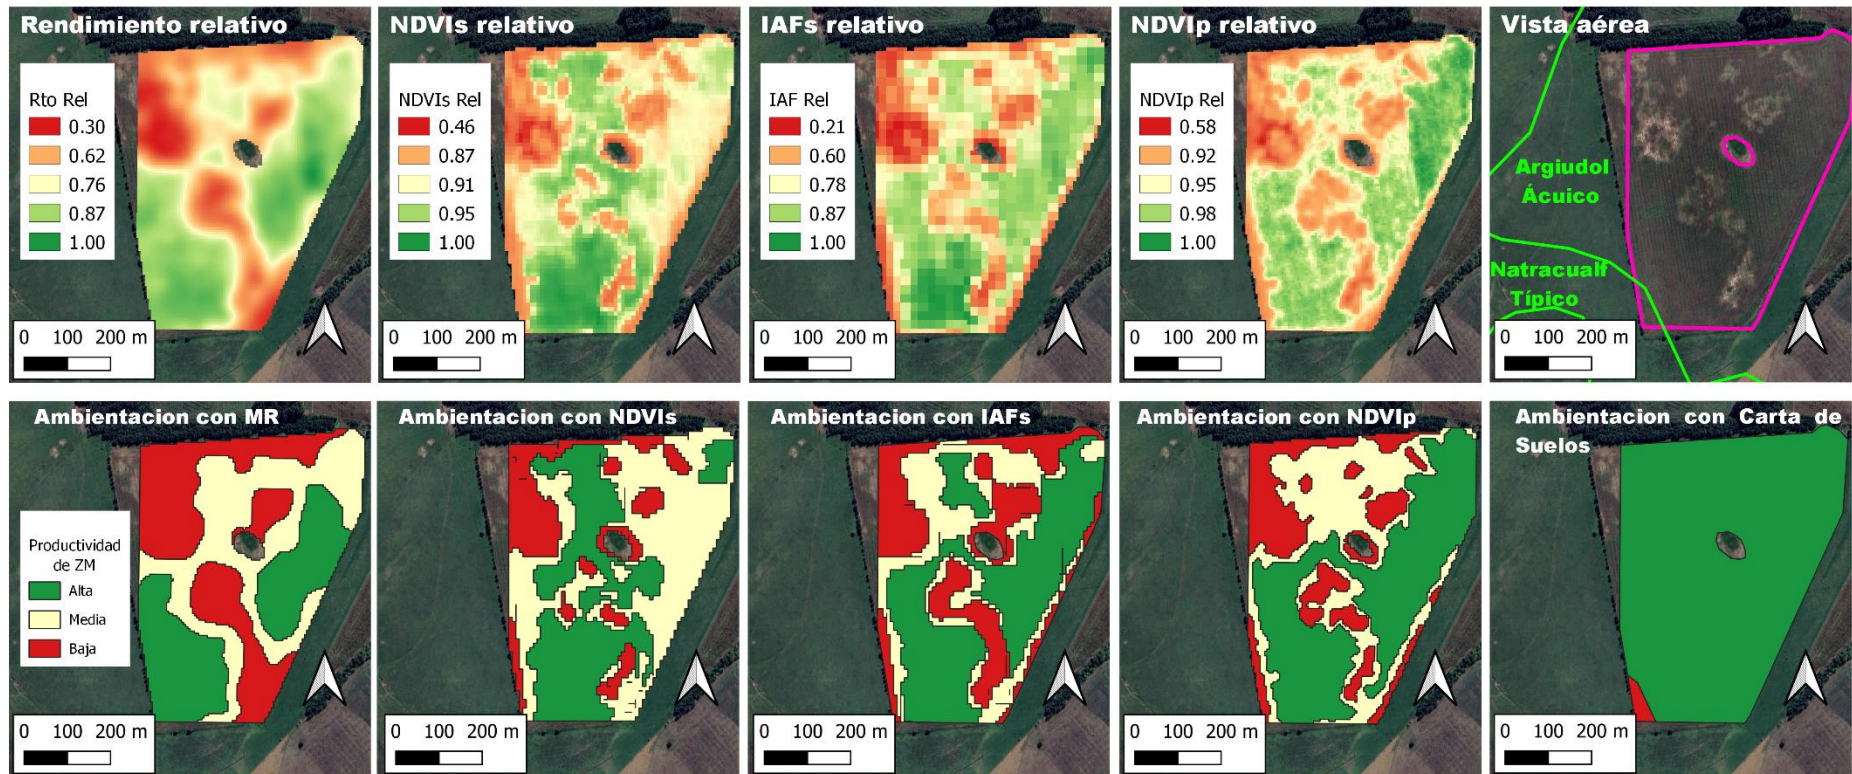 Rendimiento relativo
Rto Rel
0.30
0.62
0.76
0.87
1.00
0 100 200 m
NDVIs relativo
NDVIs Rel
0.46
0.87
0.91
0.95
1.00
0 100 200 m
IAFs relativo
IAF Rel
0.21
0.60
0.78
0.87
1.00
0 100 200 m
NDVIp relativo
NDVIp Rel
0.58
0.92
0.95
0.98
1.00
0 100 200 m
Vista aérea
Argiudol
Ácuico
Natracualf
Típico
0 100 200 m
Ambientacion con MR
Productividad
de ZM
Alta
Media
Baja
0 100 200 m
Ambientacion con NDVIs
0 100 200 m
Ambientacion con IAFs
0 100 200 m
Ambientacion con NDVIp
0 100 200 m
Ambientacion con Carta de
Suelos
0 100 200 m